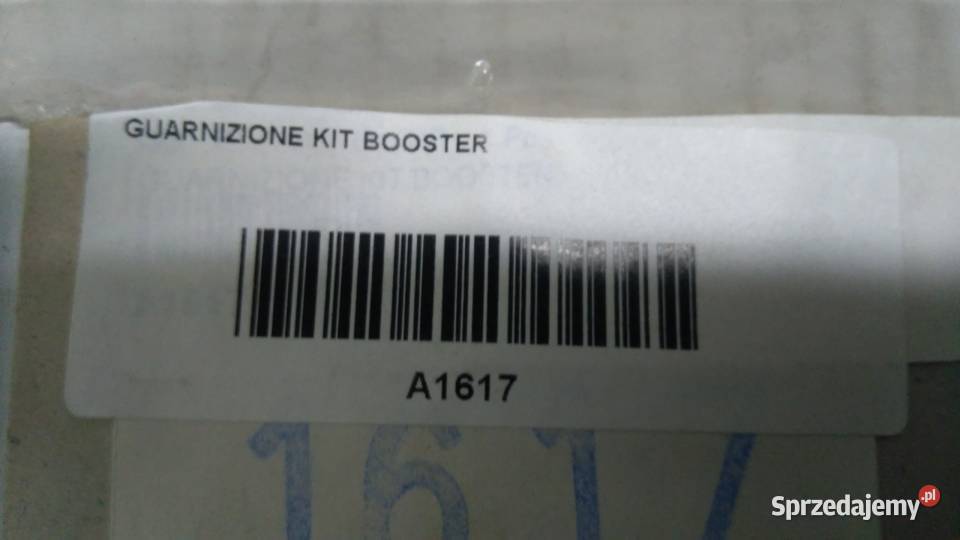 GUARNIZIONE KIT BOOSTER
A1617
1617
Sprzedajemy.pl